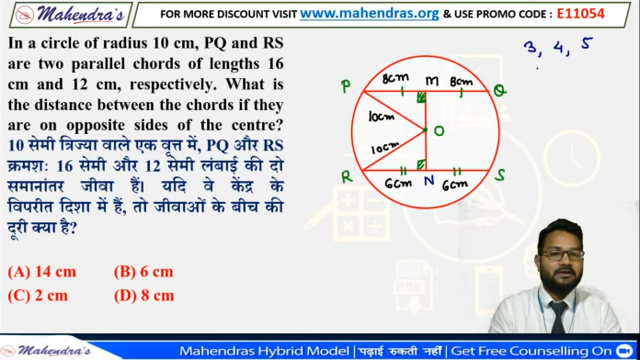 MAHENDRA'S
FOR MORE DISCOUNT VISIT www.mahendras.org & USE PROMO CODE : E11054
In a circle of radius 10 cm, PQ and RS
are two parallel chords of lengths 16
cm and 12 cm, respectively. What is
the distance between the chords if they
are on opposite sides of the centre?
10 सेमी त्रिज्या वाले एक वृत्त में, PQ और RS
क्रमशः 16 सेमी और 12 सेमी लंबाई की दो
समानांतर जीवा हैं। यदि वे केंद्र के
विपरीत दिशा में हैं, तो जीवाओं के बीच की
दूरी क्या है?
(A) 14 cm (B) 6 cm
(C) 2 cm (D) 8 cm
3, 4, 5
8cm M 8cm
P Q
10cm
O
10cm
R S
6cm N 6cm
MAHENDRA'S
Mahendra's Hybrid Model | "पढ़ाई रुकती नहीं" | Get Free Counselling On